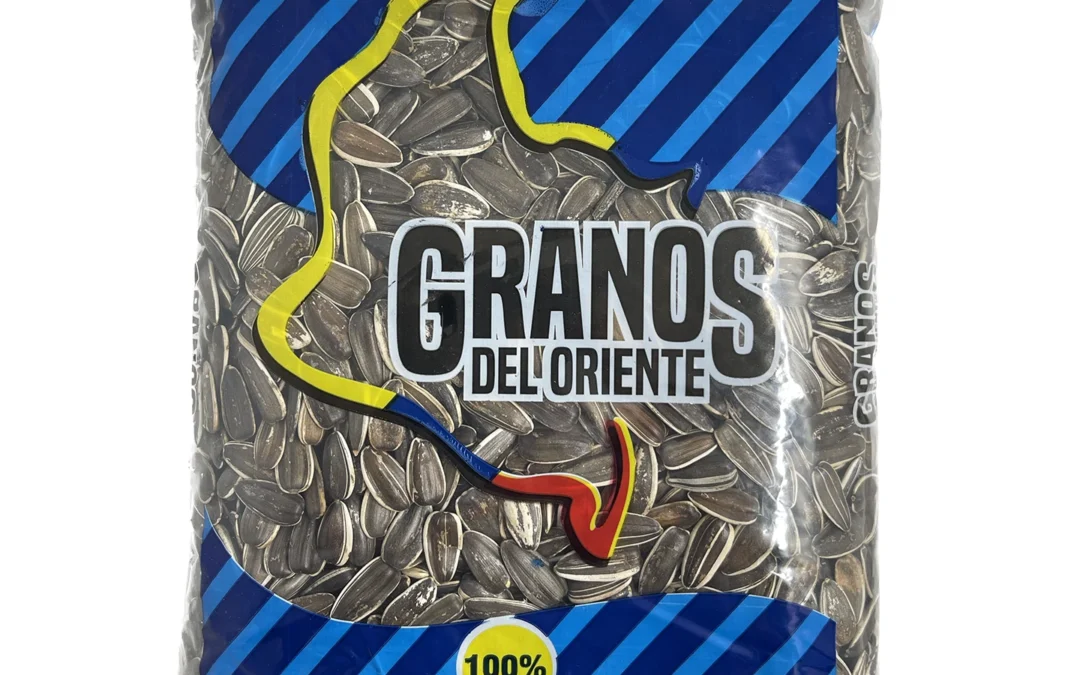 GRANOS
DEL ORIENTE
GRANOS
100%